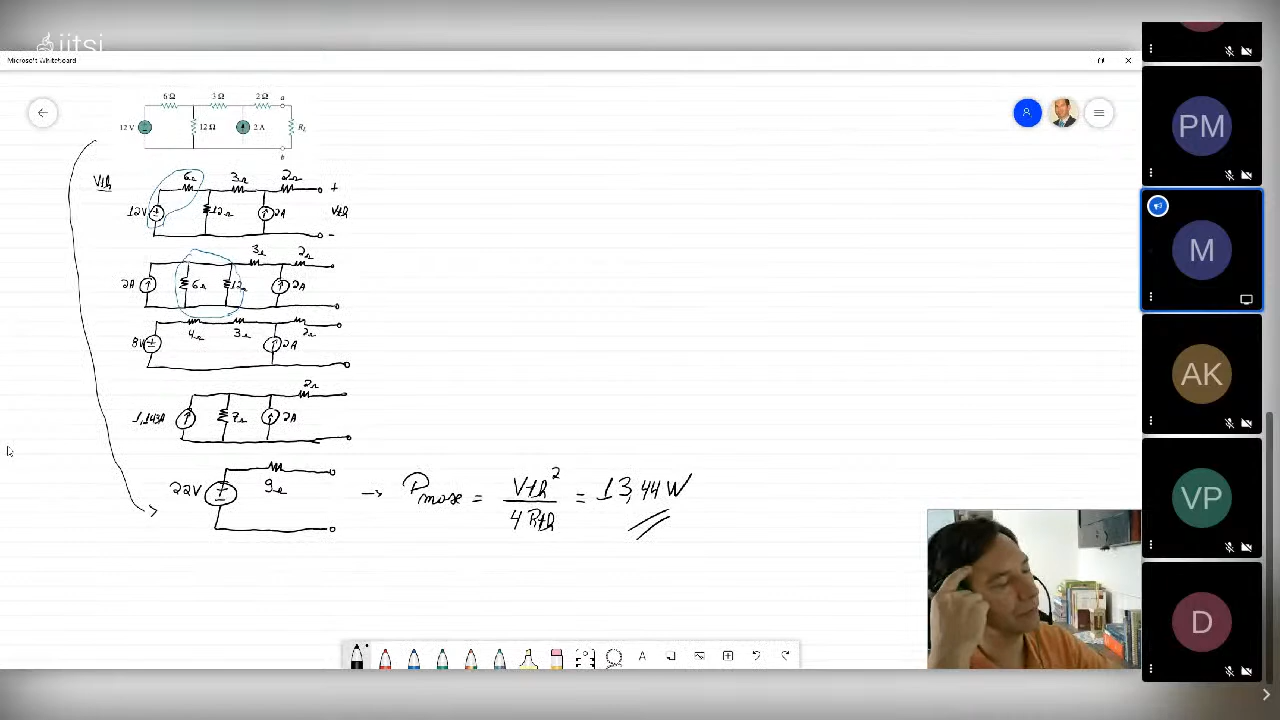 jitsi
Microsoft Whiteboard
6 Ω 3 Ω 2 Ω a
12 V 12 Ω 2 A RL
b
Vth 6Ω 3Ω 2Ω +
12V 12Ω 2A Vth
-
3Ω 2Ω
2A 6Ω 12Ω 2A
8V 4Ω 3Ω 2A 2Ω
2Ω
1,143A 7Ω 2A
22V 9Ω → Pmax = Vth² / 4 Rth = 13,44 W
PM
M
AK
VP
D
A